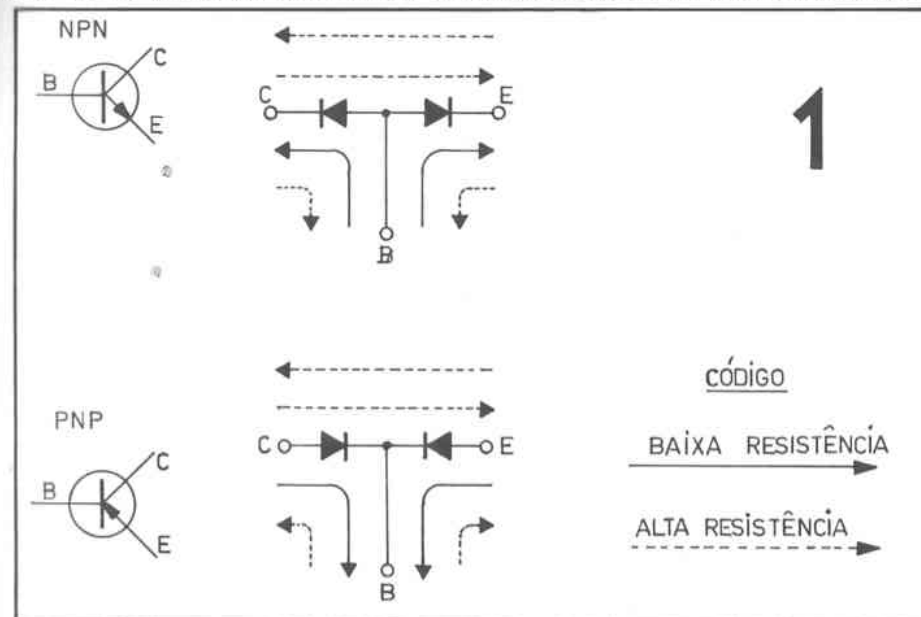 NPN
B
C
E
C
E
B
1
PNP
B
C
E
C
E
B
CÓDIGO
BAIXA RESISTÊNCIA
ALTA RESISTÊNCIA